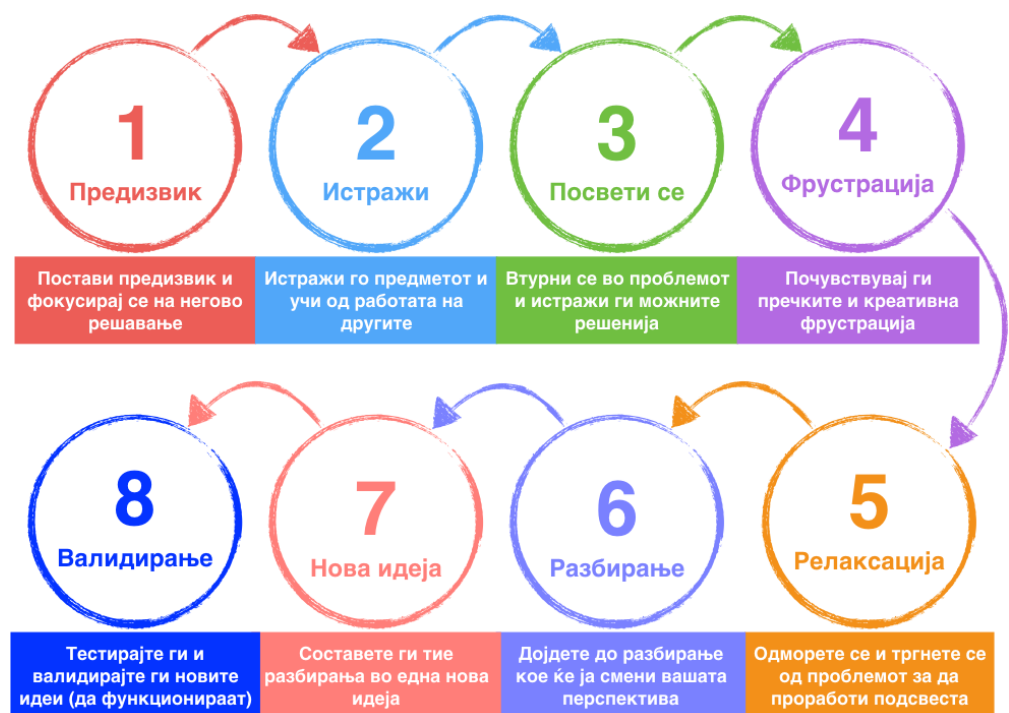 1
Предизвик
Постави предизвик и
фокусирај се на негово
решавање
2
Истражи
Истражи го предметот и
учи од работата на
другите
3
Посвети се
Втурни се во проблемот
и истражи ги можните
решенија
4
Фрустрација
Почувствувај ги
пречките и креативна
фрустрација
5
Релаксација
Одморете се и тргнете се
од проблемот за да
проработи подсвеста
6
Разбирање
Дојдете до разбирање
кое ќе ја смени вашата
перспектива
7
Нова идеја
Составете ги тие
разбирања во една нова
идеја
8
Валидирање
Тестирајте ги и
валидирајте ги новите
идеи (да функционираат)